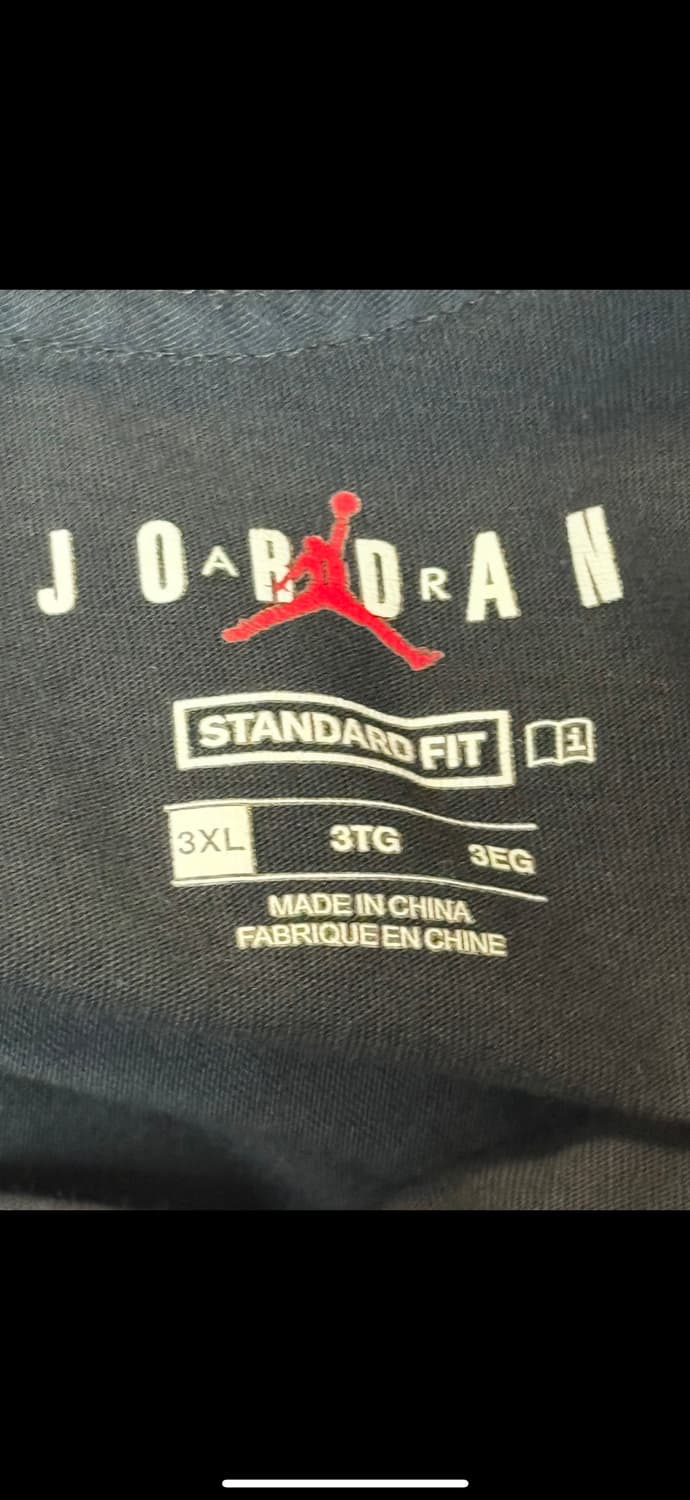 JORDAN
AIR
STANDARD FIT
3XL 3TG 3EG
MADE IN CHINA
FABRIQUE EN CHINE